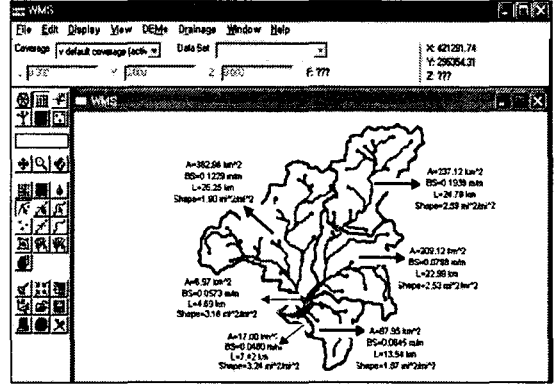 WMS
File Edit Display View DEMs Drainage Window Help
Coverage default coverage Data Set
X: 421291.74
Y: 296354.31
Z: ???
Z F: ???
WMS
A=382.96 km^2
BS=0.1229 m/m
L=25.25 km
Shape=1.90 mi^2/mi^2
A=237.12 km^2
BS=0.1939 m/m
L=24.79 km
Shape=2.59 mi^2/mi^2
A=209.12 km^2
BS=0.0788 m/m
L=22.99 km
Shape=2.53 mi^2/mi^2
A=6.97 km^2
BS=0.0573 m/m
L=4.69 km
Shape=3.16 mi^2/mi^2
A=17.00 km^2
BS=0.0480 m/m
L=7.42 km
Shape=3.24 mi^2/mi^2
A=87.95 km^2
BS=0.0645 m/m
L=13.54 km
Shape=1.87 mi^2/mi^2